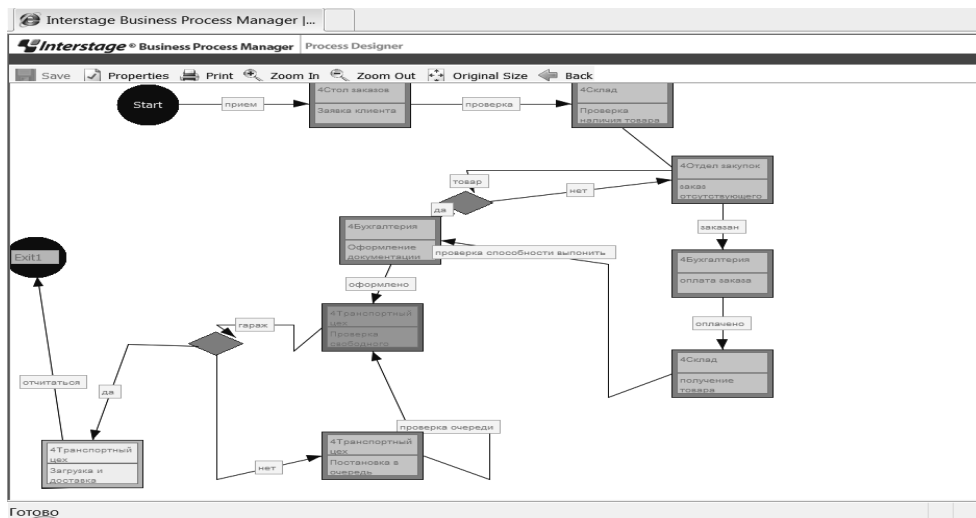 Interstage Business Process Manager |...
Interstage ® Business Process Manager Process Designer
Save Properties Print Zoom In Zoom Out Original Size Back
Start
прием
4Стол заказов
Заявка клиента
проверка
4Склад
Проверка
наличия товара
товар
нет
да
4Отдел закупок
заказ
отсутствующего
4Бухгалтерия
Оформление
документации
проверка способности выпонить
заказан
4Бухгалтерия
оплата заказа
Exit1
оформлено
гараж
4Транспортный
цех
Проверка
свободного
оплачено
4Склад
получение
товара
отчитаться
да
проверка очереди
4Транспортный
цех
Загрузка и
доставка
нет
4Транспортный
цех
Постановка в
очередь
Готово